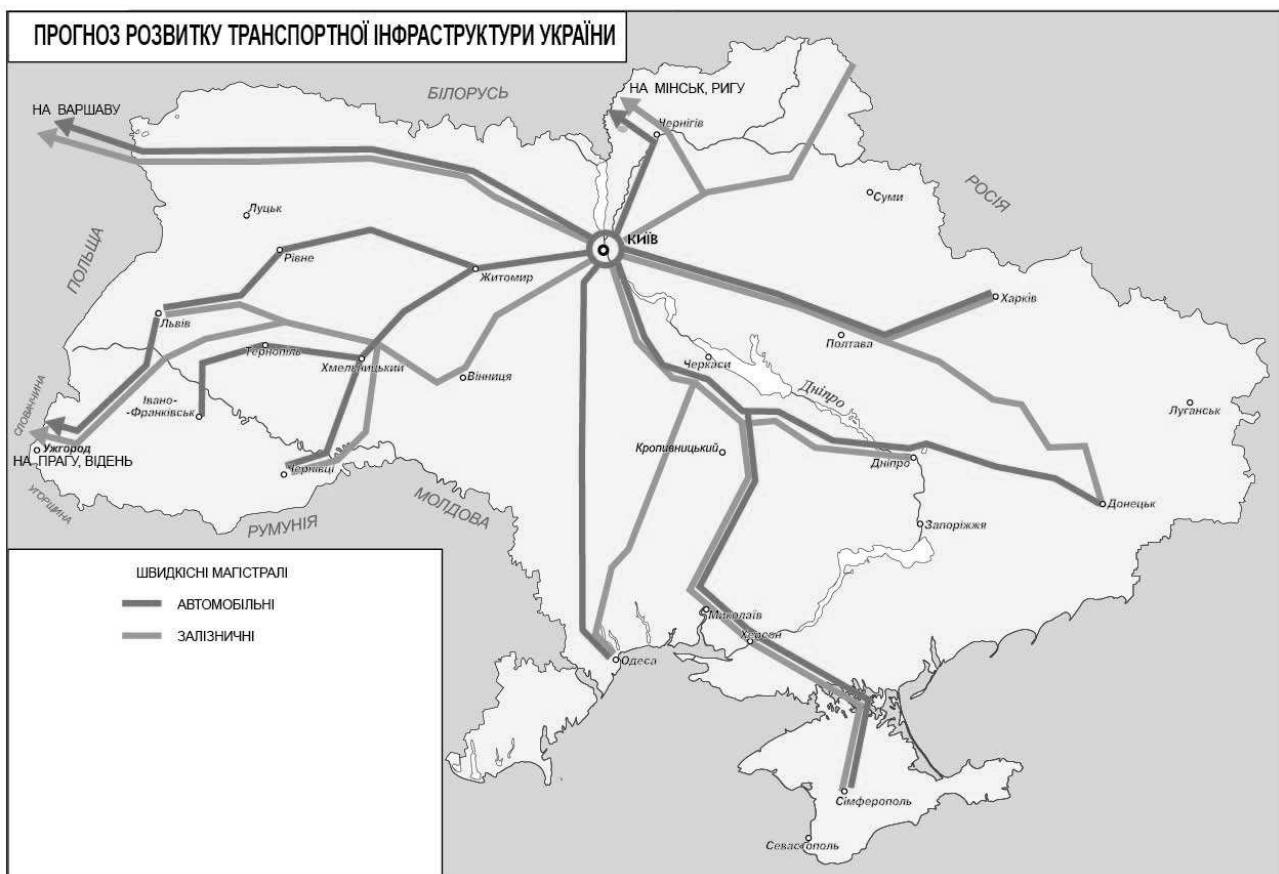 ПРОГНОЗ РОЗВИТКУ ТРАНСПОРТНОЇ ІНФРАСТРУКТУРИ УКРАЇНИ
НА ВАРШАВУ
БІЛОРУСЬ
НА МІНСЬК, РИГУ
Чернігів
РОСІЯ
Суми
Луцьк
ПОЛЬЩА
Рівне
Житомир
КИЇВ
Харків
Львів
Тернопіль
Хмельницький
Вінниця
Черкаси
Полтава
Дніпро
Луганськ
Івано-
-Франківськ
СЛОВАЧЧИНА
Ужгород
НА ПРАГУ, ВІДЕНЬ
Чернівці
Кропивницький
Дніпро
Донецьк
УГОРЩИНА
РУМУНІЯ
МОЛДОВА
Запоріжжя
ШВИДКІСНІ МАГІСТРАЛІ
АВТОМОБІЛЬНІ
ЗАЛІЗНИЧНІ
Миколаїв
Херсон
Одеса
Сімферополь
Севастополь